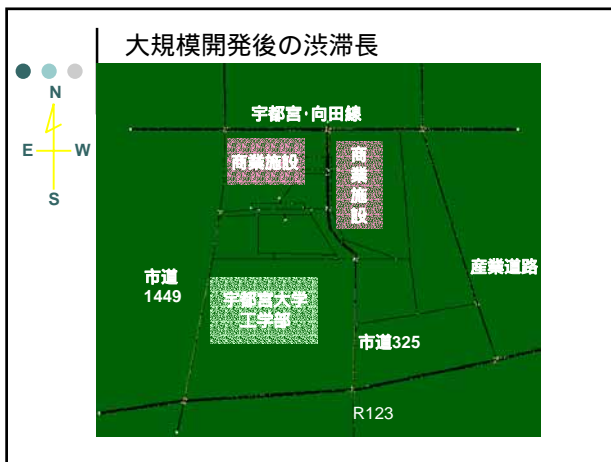 大規模開発後の渋滞長
N
E
W
S
宇都宮・向田線
商業施設
商業施設
産業道路
市道
1449
宇都宮大学
工学部
市道325
R123